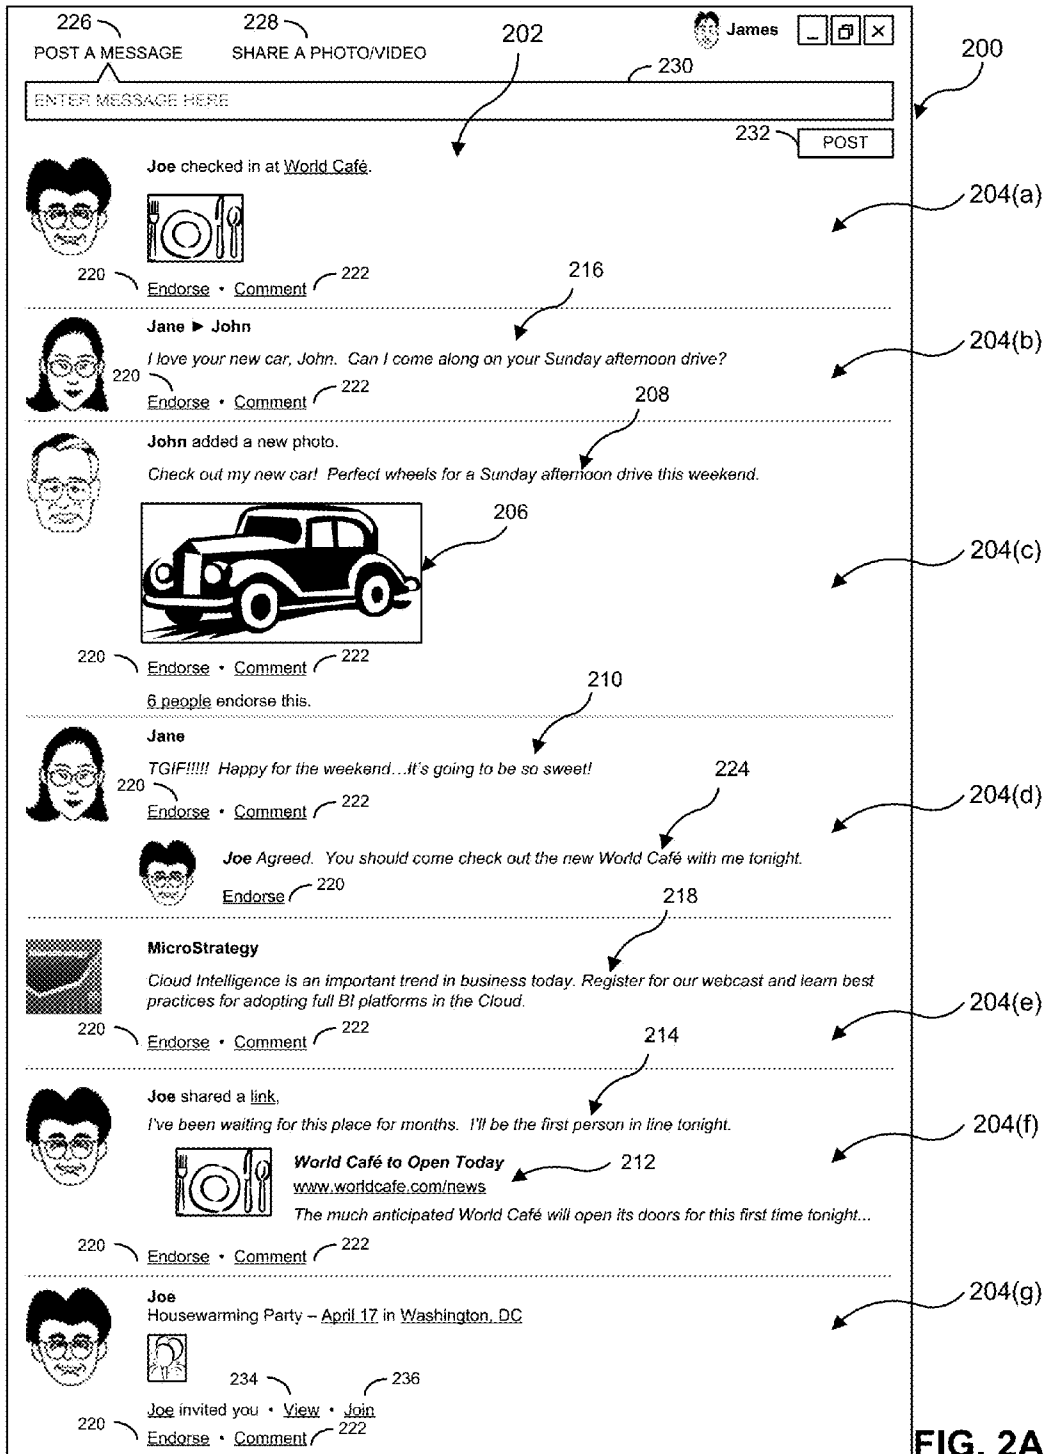 226 228 202 James
POST A MESSAGE SHARE A PHOTO/VIDEO 200
230
ENTER MESSAGE HERE
232 POST
Joe checked in at World Café.
204(a)
220 222 216
Endorse • Comment
Jane ► John
204(b)
I love your new car, John. Can I come along on your Sunday afternoon drive?
220 222 208
Endorse • Comment
John added a new photo.
Check out my new car! Perfect wheels for a Sunday afternoon drive this weekend.
206
204(c)
220 222
Endorse • Comment
210
6 people endorse this.
Jane
TGIF!!!!! Happy for the weekend...it's going to be so sweet!
224
220 222 204(d)
Endorse • Comment
Joe Agreed. You should come check out the new World Café with me tonight.
220
Endorse 218
MicroStrategy
Cloud Intelligence is an important trend in business today. Register for our webcast and learn best
practices for adopting full BI platforms in the Cloud.
204(e)
220 222 214
Endorse • Comment
Joe shared a link,
I've been waiting for this place for months. I'll be the first person in line tonight.
204(f)
World Café to Open Today 212
www.worldcafe.com/news
The much anticipated World Café will open its doors for this first time tonight...
220 222
Endorse • Comment
Joe 204(g)
Housewarming Party – April 17 in Washington, DC
234 236
Joe invited you • View • Join
220 222
Endorse • Comment
FIG. 2A